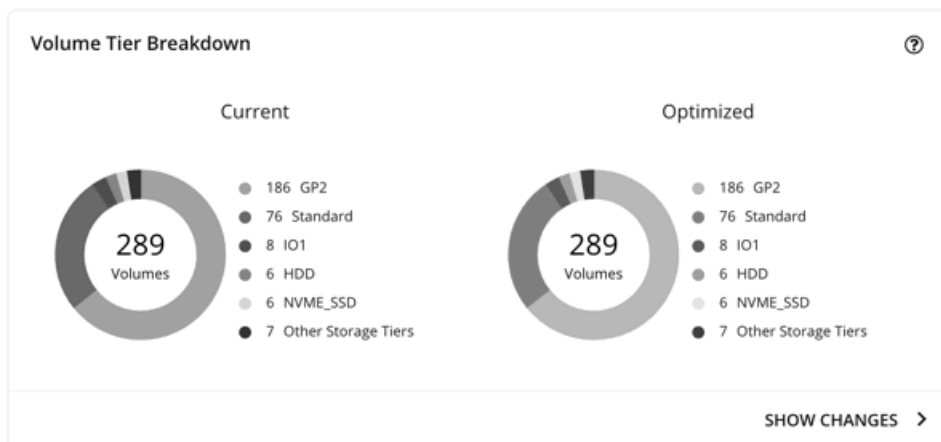 Volume Tier Breakdown
Current
289
Volumes
186 GP2
76 Standard
8 IO1
6 HDD
6 NVME_SSD
7 Other Storage Tiers
Optimized
289
Volumes
186 GP2
76 Standard
8 IO1
6 HDD
6 NVME_SSD
7 Other Storage Tiers
SHOW CHANGES